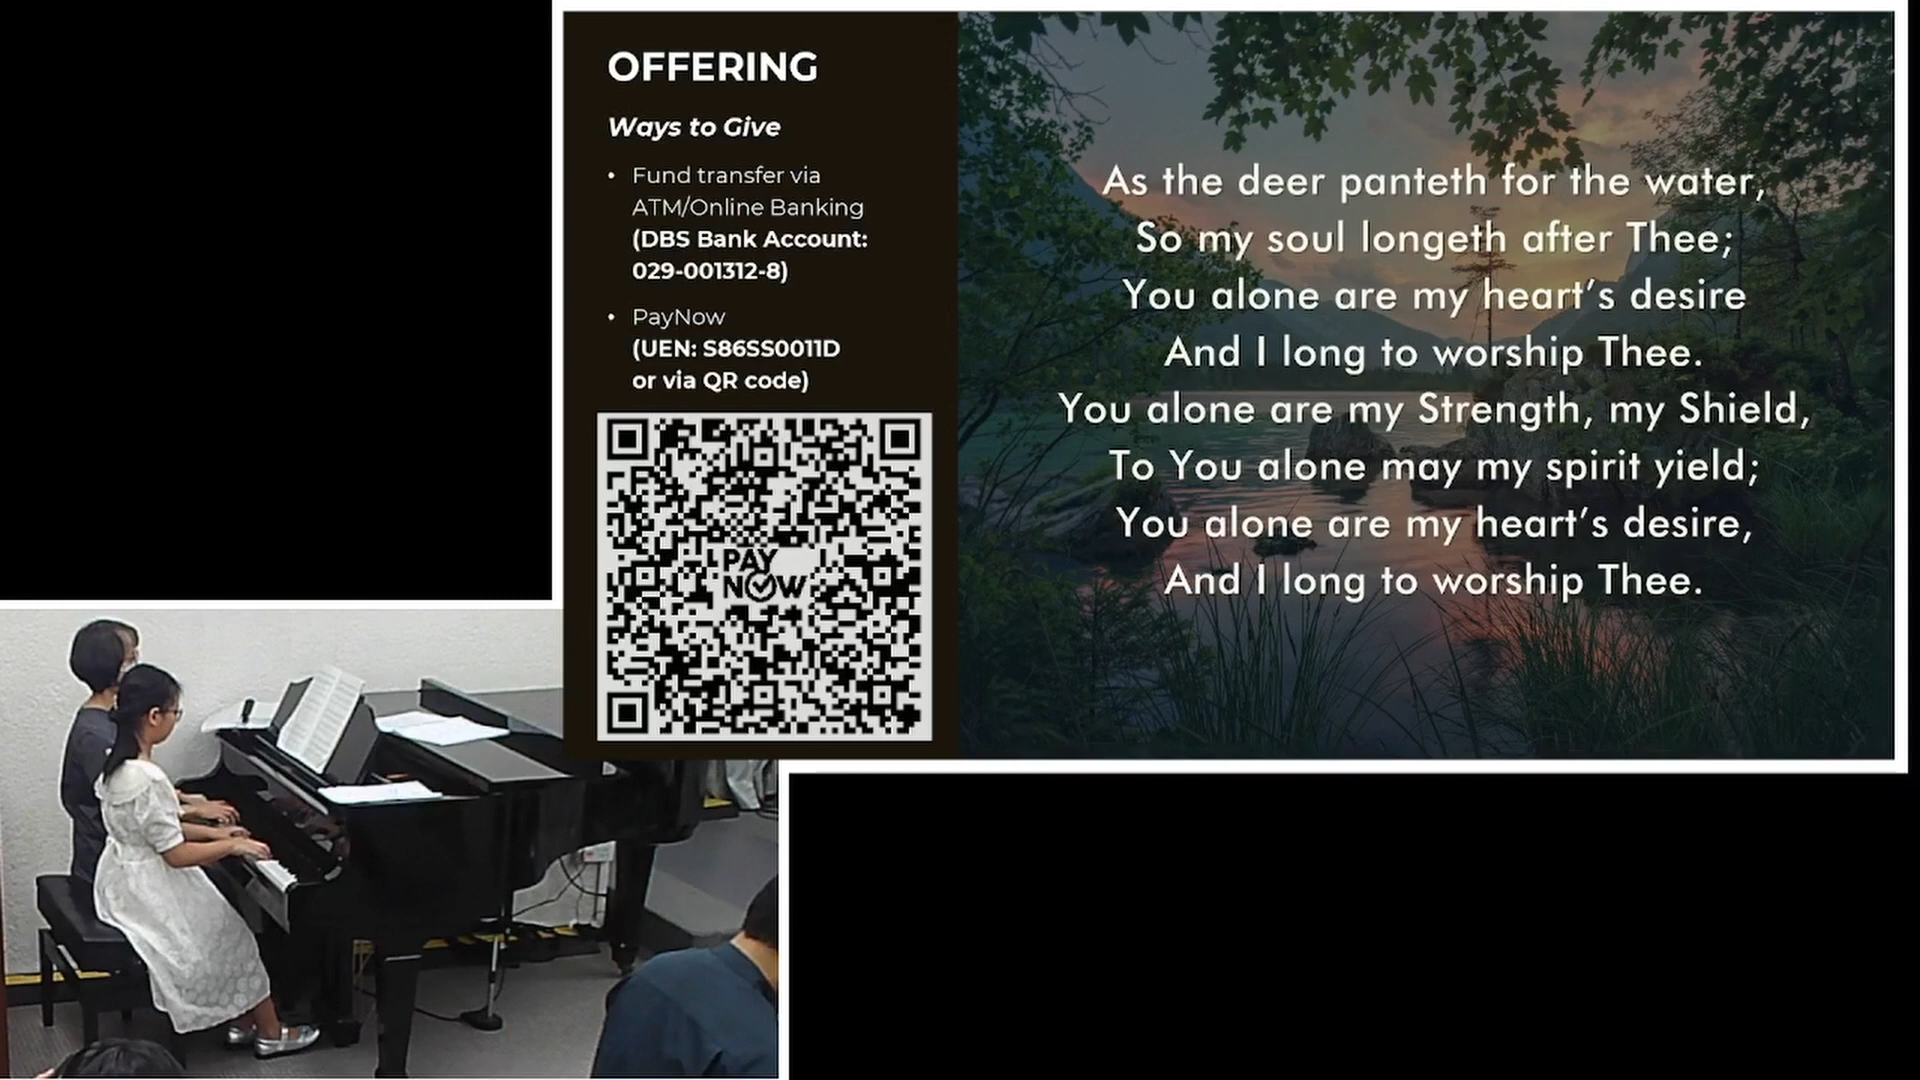 OFFERING
Ways to Give
• Fund transfer via
ATM/Online Banking
(DBS Bank Account:
029-001312-8)
• PayNow
(UEN: S86SS0011D
or via QR code)
PAY
NOW
As the deer panteth for the water,
So my soul longeth after Thee;
You alone are my heart’s desire
And I long to worship Thee.
You alone are my Strength, my Shield,
To You alone may my spirit yield;
You alone are my heart’s desire,
And I long to worship Thee.